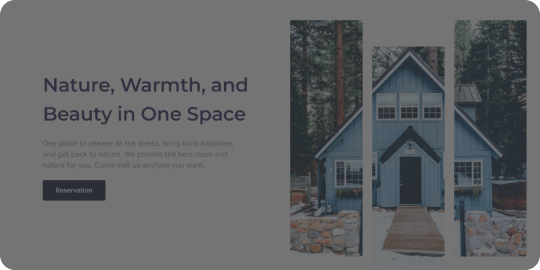 Nature, Warmth, and
Beauty in One Space
One place to release all the stress, bring back happines,
and get back to nature. We provide the best room and
nature for you. Come visit us anytime you want.
Reservation